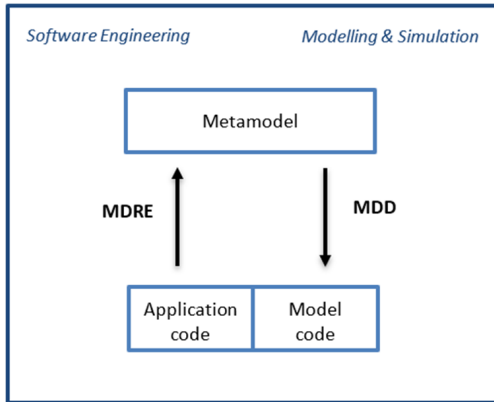 Software Engineering
Modelling & Simulation
Metamodel
MDRE
MDD
Application
code
Model
code